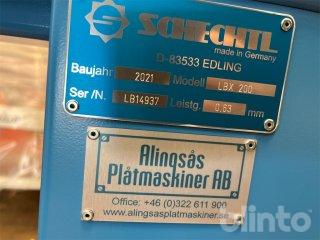 SCHECHTL
made in Germany
D-83533 EDLING
Baujahr 2021 Modell LBX 200
Ser /N. LB14937 Leistg. 0,63 mm
Alingsås
Plåtmaskiner AB
Office: +46 (0)322 611 900
www.alingsasplatmaskiner.se
olinto